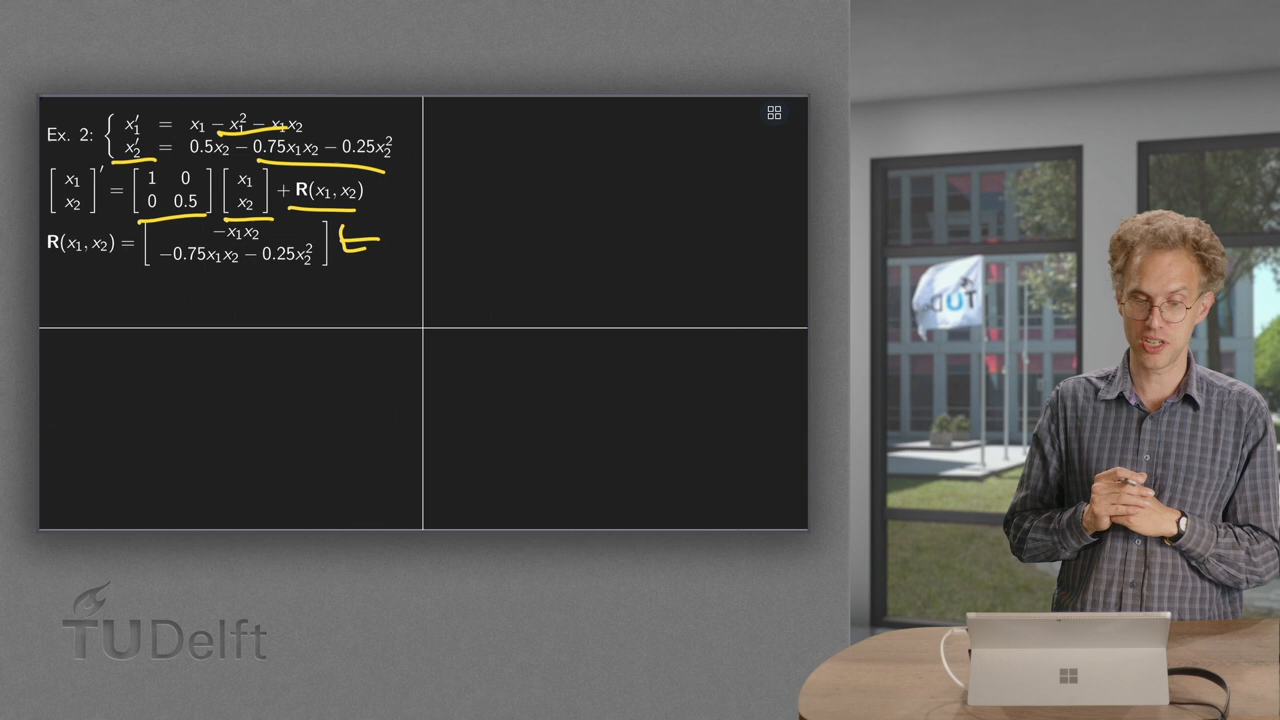 Ex. 2: { x₁′ = x₁ − x₁² − x₁x₂
x₂′ = 0.5x₂ − 0.75x₁x₂ − 0.25x₂²
[ x₁ x₂ ]′ = [ 1 0 0 0.5 ] [ x₁ x₂ ] + R(x₁, x₂)
R(x₁, x₂) = [ −x₁x₂ −0.75x₁x₂ − 0.25x₂² ]
TUDelft